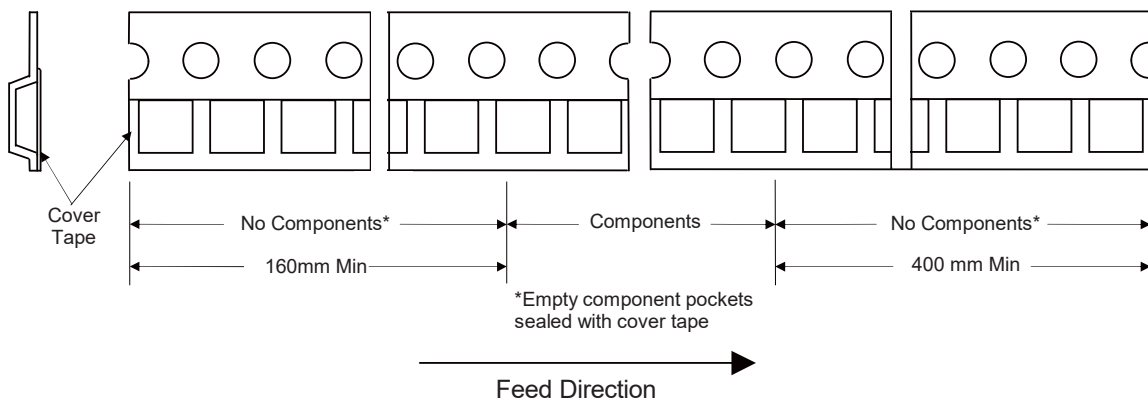 Cover
Tape
No Components*
Components
No Components*
160mm Min
400 mm Min
*Empty component pockets
sealed with cover tape
Feed Direction